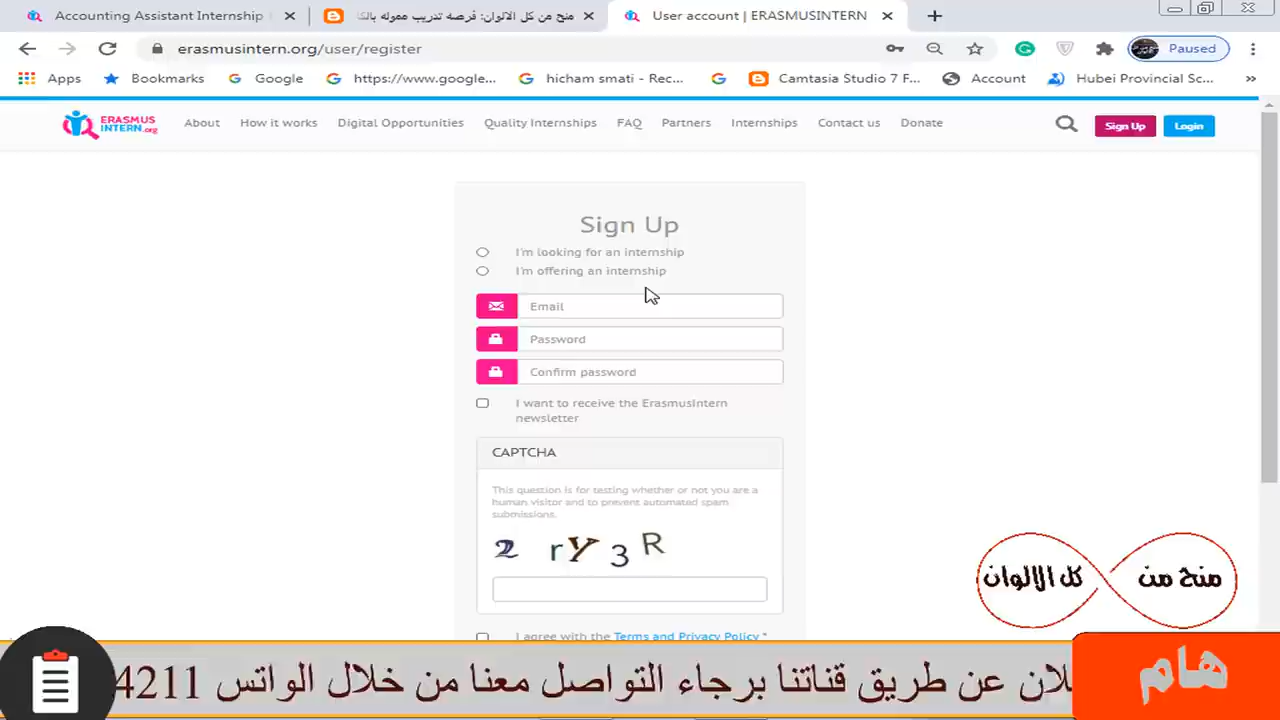 Accounting Assistant Internship
منح من كل الالوان: فرصة تدريب مموله بالكا
User account | ERASMUSINTERN
erasmusintern.org/user/register
Paused
Apps
Bookmarks
Google
https://www.google...
hicham smati - Rec...
Camtasia Studio 7 F...
Account
Hubei Provincial Sc...
ERASMUS
INTERN.org
About
How it works
Digital Opportunities
Quality Internships
FAQ
Partners
Internships
Contact us
Donate
Sign Up
Login
Sign Up
I'm looking for an internship
I'm offering an internship
Email
Password
Confirm password
I want to receive the ErasmusIntern
newsletter
CAPTCHA
This question is for testing whether or not you are a
human visitor and to prevent automated spam
submissions.
2 rY3R
منح من كل الالوان
I agree with the Terms and Privacy Policy *
هام
لان عن طريق قناتنا برجاء التواصل معنا من خلال الواتس 4211